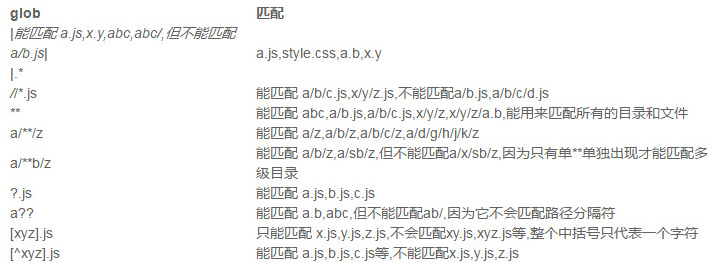 glob 匹配
|能匹配 a.js,x.y,abc,abc/,但不能匹配
a/b.js| a.js,style.css,a.b,x.y
|.*
//*.js 能匹配 a/b/c.js,x/y/z.js,不能匹配a/b.js,a/b/c/d.js
** 能匹配 abc,a/b.js,a/b/c.js,x/y/z,x/y/z/a.b,能用来匹配所有的目录和文件
a/**/z 能匹配 a/z,a/b/z,a/b/c/z,a/d/g/h/j/k/z
a/**b/z 能匹配 a/b/z,a/sb/z,但不能匹配a/x/sb/z,因为只有单**单独出现才能匹配多
级目录
?.js 能匹配 a.js,b.js,c.js
a?? 能匹配 a.b,abc,但不能匹配ab/,因为它不会匹配路径分隔符
[xyz].js 只能匹配 x.js,y.js,z.js,不会匹配xy.js,xyz.js等,整个中括号只代表一个字符
[^xyz].js 能匹配 a.js,b.js,c.js等,不能匹配x.js,y.js,z.js